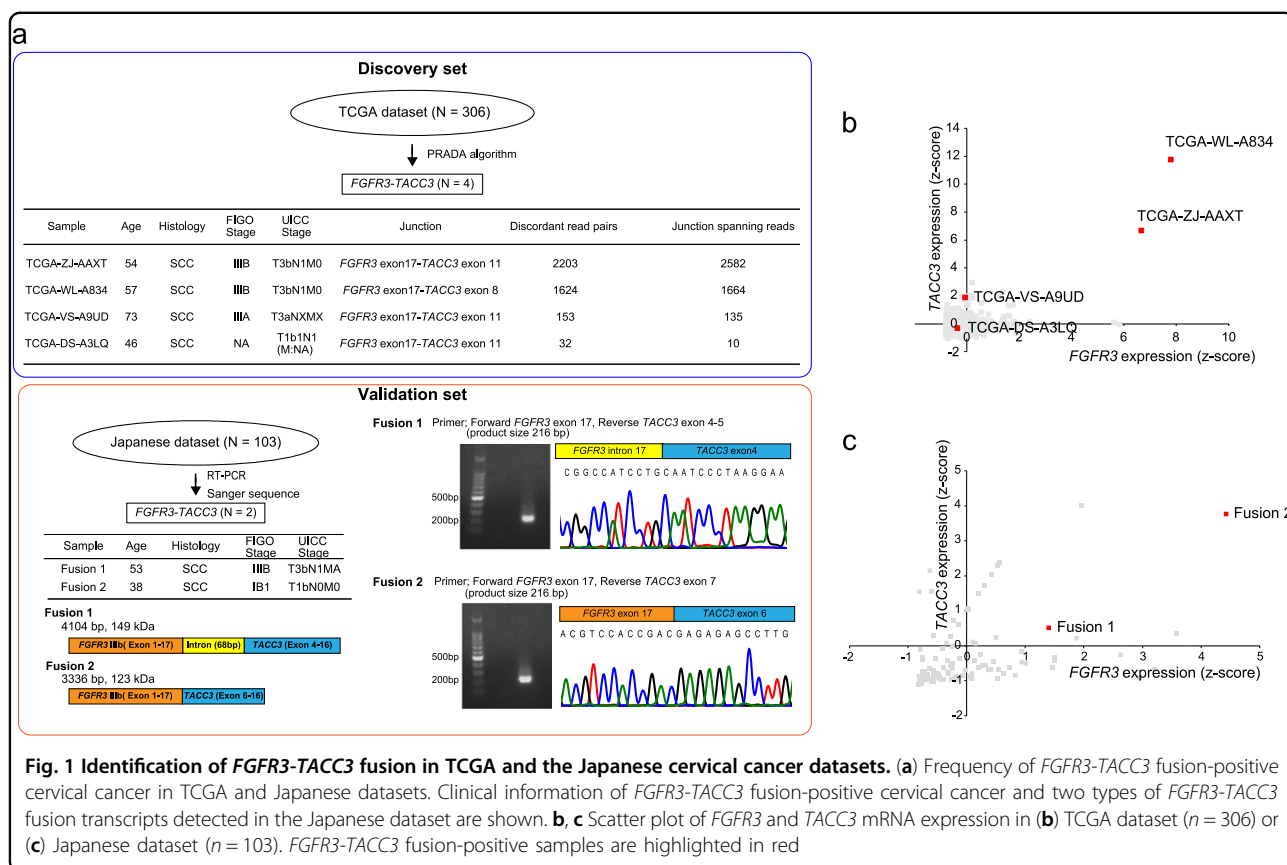 a
Discovery set
TCGA dataset (N = 306)
PRADA algorithm
FGFR3-TACC3 (N = 4)
Sample Age Histology FIGO Stage UICC Stage Junction Discordant read pairs Junction spanning reads
TCGA-ZJ-AAXT 54 SCC IIIB T3bN1M0 FGFR3 exon17-TACC3 exon 11 2203 2582
TCGA-WL-A834 57 SCC IIIB T3bN1M0 FGFR3 exon17-TACC3 exon 8 1624 1664
TCGA-VS-A9UD 73 SCC IIIA T3aNXMX FGFR3 exon17-TACC3 exon 11 153 135
TCGA-DS-A3LQ 46 SCC NA T1b1N1 (M:NA) FGFR3 exon17-TACC3 exon 11 32 10
Validation set
Japanese dataset (N = 103)
RT-PCR
Sanger sequence
FGFR3-TACC3 (N = 2)
Sample Age Histology FIGO Stage UICC Stage
Fusion 1 53 SCC IIIB T3bN1MA
Fusion 2 38 SCC IB1 T1bN0M0
Fusion 1
4104 bp, 149 kDa
FGFR3 IIIb( Exon 1-17) Intron (68bp) TACC3 (Exon 4-16)
Fusion 2
3336 bp, 123 kDa
FGFR3 IIIb( Exon 1-17) TACC3 (Exon 6-16)
Fusion 1 Primer; Forward FGFR3 exon 17, Reverse TACC3 exon 4-5
(product size 216 bp)
500bp
200bp
FGFR3 intron 17 TACC3 exon4
CGGCCATCCTGCAATCCCTAAGGAA
Fusion 2 Primer; Forward FGFR3 exon 17, Reverse TACC3 exon 7
(product size 216 bp)
500bp
200bp
FGFR3 exon 17 TACC3 exon 6
ACGTCCACCGACGAGAGAGCCTTG
b
TACC3 expression (z-score)
14
12
10
8
6
4
2
0
-2
TCGA-WL-A834
TCGA-ZJ-AAXT
TCGA-VS-A9UD
TCGA-DS-A3LQ
0 2 4 6 8 10
FGFR3 expression (z-score)
c
TACC3 expression (z-score)
5
4
3
2
1
0
-1
-2
Fusion 2
Fusion 1
-2 -1 0 1 2 3 4 5
FGFR3 expression (z-score)
Fig. 1 Identification of FGFR3-TACC3 fusion in TCGA and the Japanese cervical cancer datasets. (a) Frequency of FGFR3-TACC3 fusion-positive
cervical cancer in TCGA and Japanese datasets. Clinical information of FGFR3-TACC3 fusion-positive cervical cancer and two types of FGFR3-TACC3
fusion transcripts detected in the Japanese dataset are shown. b, c Scatter plot of FGFR3 and TACC3 mRNA expression in (b) TCGA dataset (n = 306) or
(c) Japanese dataset (n = 103). FGFR3-TACC3 fusion-positive samples are highlighted in red